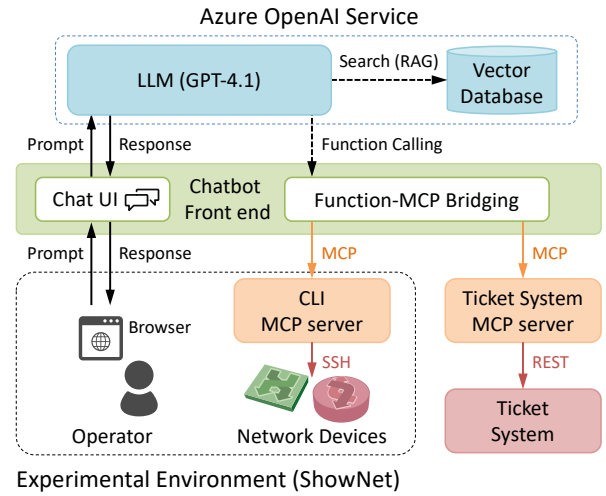 Azure OpenAI Service
LLM (GPT-4.1)
Search (RAG)
Vector
Database
Prompt
Response
Function Calling
Chat UI
Chatbot
Front end
Function-MCP Bridging
Prompt
Response
MCP
MCP
CLI
MCP server
Ticket System
MCP server
Browser
SSH
REST
Operator
Network Devices
Ticket
System
Experimental Environment (ShowNet)